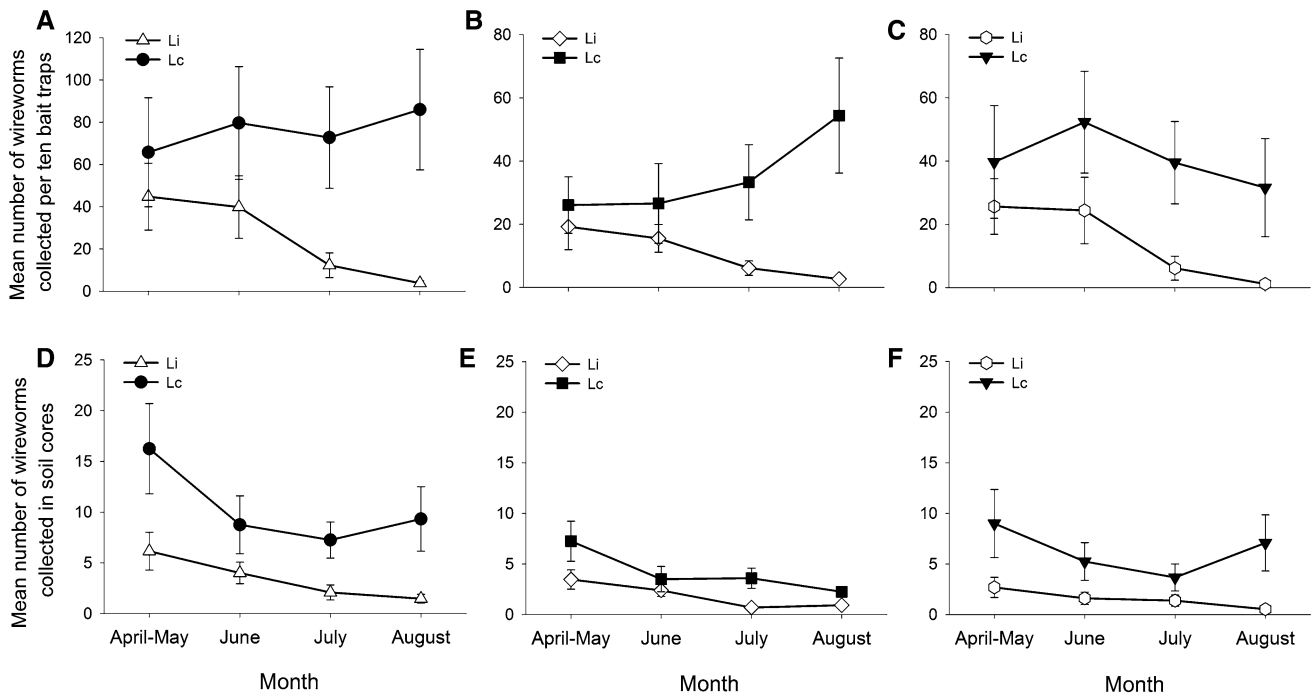 A
Mean number of wireworms
collected per ten bait traps
120
100
80
60
40
20
0
Li
Lc
B
80
60
40
20
0
Li
Lc
C
80
60
40
20
0
Li
Lc
D
Mean number of wireworms
collected in soil cores
25
20
15
10
5
0
Li
Lc
April-May June July August
Month
E
25
20
15
10
5
0
Li
Lc
April-May June July August
Month
F
25
20
15
10
5
0
Li
Lc
April-May June July August
Month